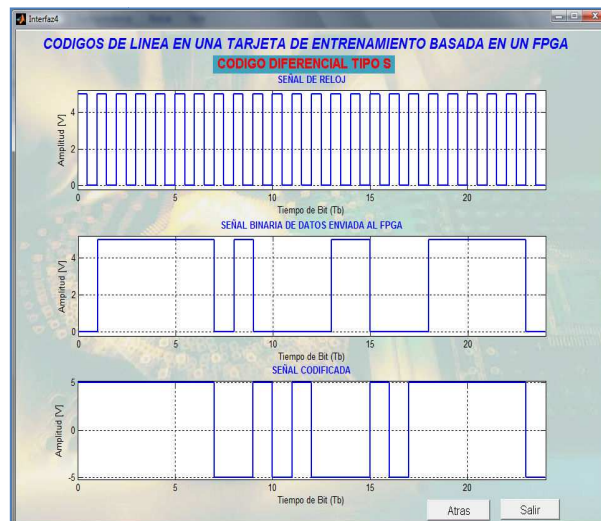 Interfaz4
CODIGOS DE LINEA EN UNA TARJETA DE ENTRENAMIENTO BASADA EN UN FPGA
CODIGO DIFERENCIAL TIPO S
SEÑAL DE RELOJ
Amplitud [V]
4
2
0
0 5 10 15 20
Tiempo de Bit (Tb)
SEÑAL BINARIA DE DATOS ENVIADA AL FPGA
Amplitud [V]
4
2
0
0 5 10 15 20
Tiempo de Bit (Tb)
SEÑAL CODIFICADA
Amplitud [V]
5
0
-5
0 5 10 15 20
Tiempo de Bit (Tb)
Atras Salir